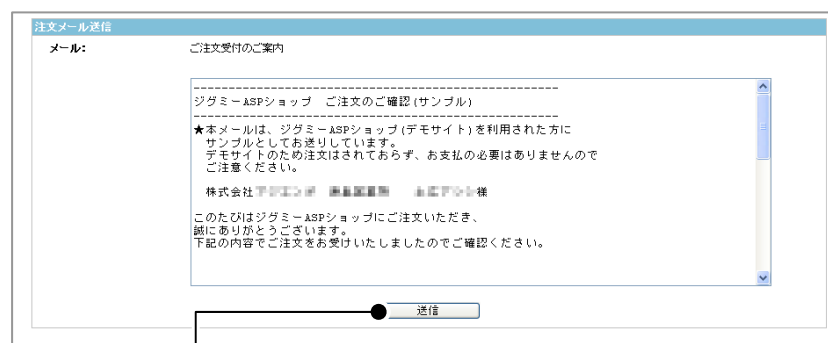 注文メール送信
メール: ご注文受付のご案内
----------------------------------------------------
ジグミーASPショップ　ご注文のご確認(サンプル)
----------------------------------------------------
★本メールは、ジグミーASPショップ(デモサイト)を利用された方に
サンプルとしてお送りしています。
デモサイトのため注文はされておらず、お支払の必要はありませんので
ご注意ください。
株式会社 様
このたびはジグミーASPショップにご注文いただき、
誠にありがとうございます。
下記の内容でご注文をお受けいたしましたのでご確認ください。
送信